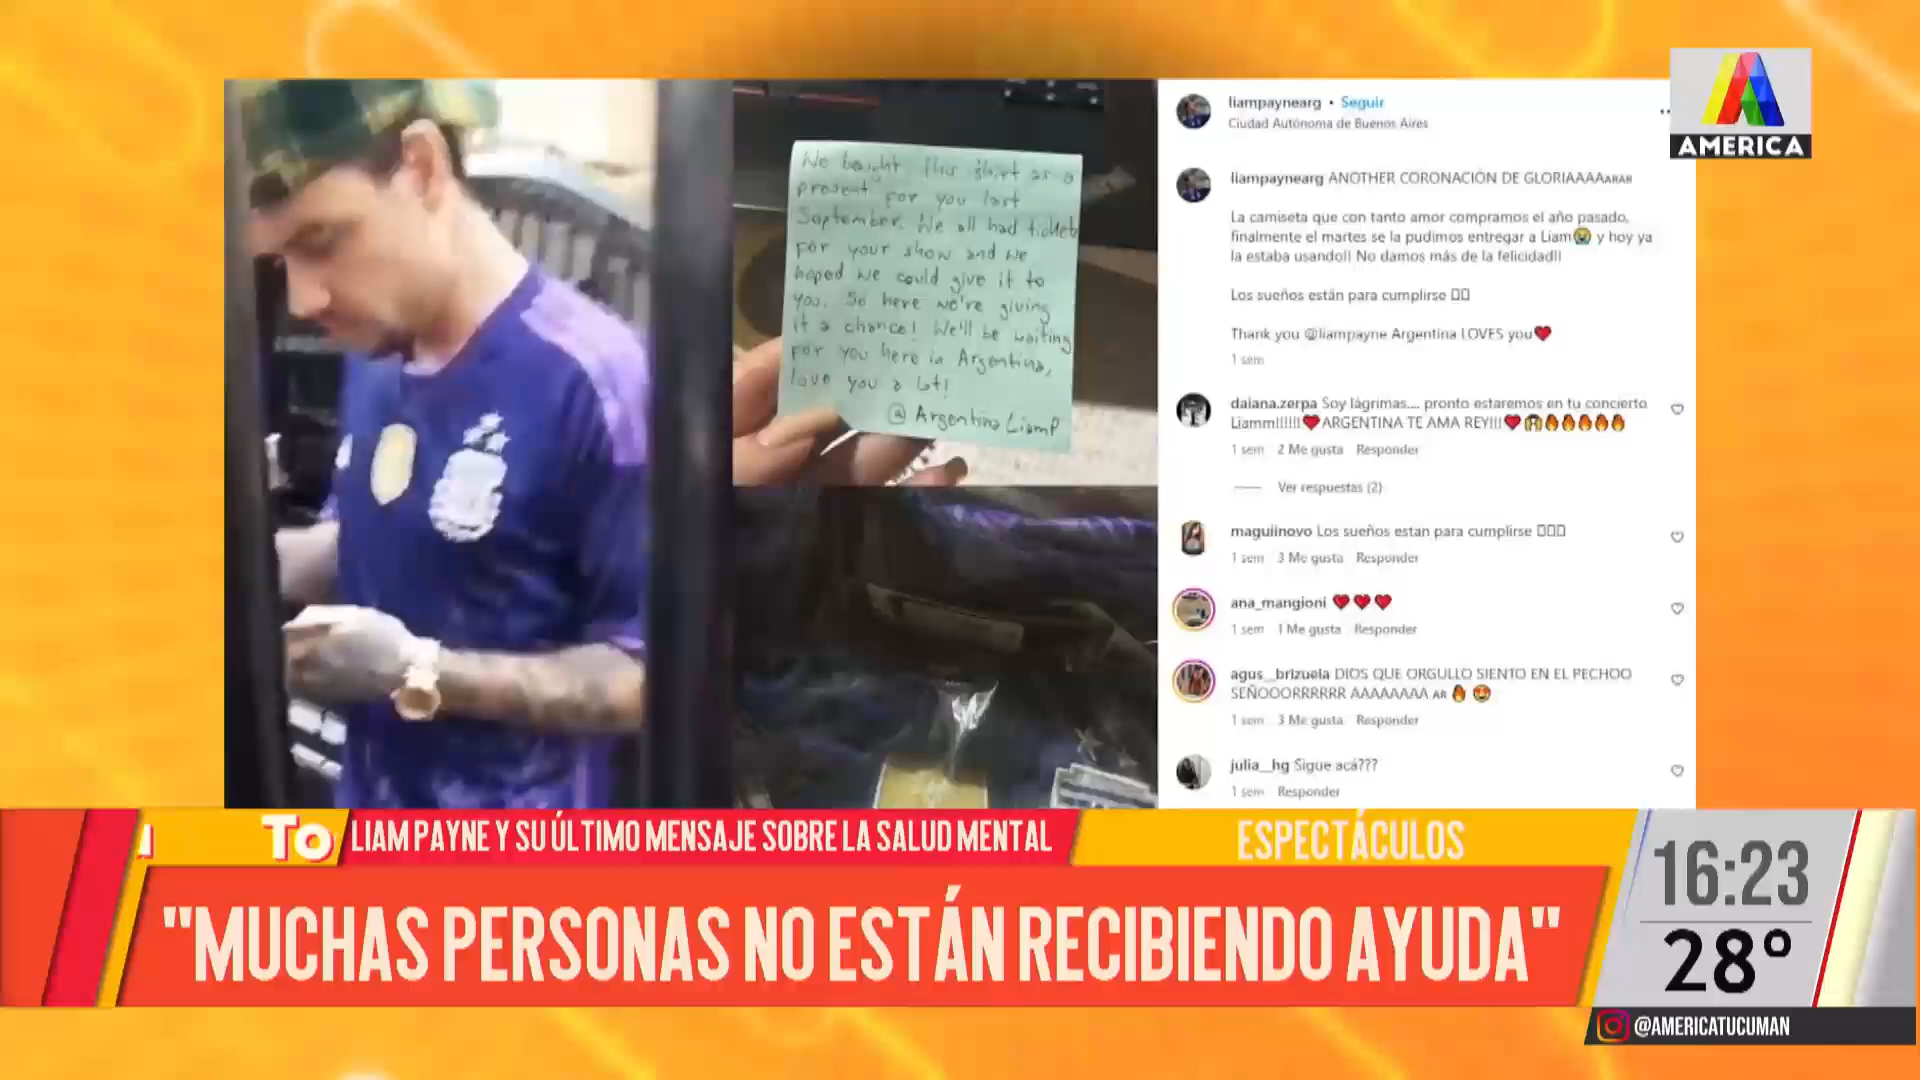 AMERICA
We bought this shirt as a
present for you last
September. We all had tickets
for your show and we
hoped we could give it to
you. So here we're giving
it a chance! We'll be waiting
for you here in Argentina,
love you a lot!
@ArgentinaLiamP
liampaynearg • Seguir
Ciudad Autónoma de Buenos Aires
liampaynearg ANOTHER CORONACIÓN DE GLORIAAAAARAR
La camiseta que con tanto amor compramos el año pasado,
finalmente el martes se la pudimos entregar a Liam😭 y hoy ya
la estaba usando!! No damos más de la felicidad!!
Los sueños están para cumplirse
Thank you @liampayne Argentina LOVES you❤️
1 sem
daiana.zerpa Soy lágrimas.... pronto estaremos en tu concierto
Liamm!!!!!!❤️ARGENTINA TE AMA REY!!!❤️😭🔥🔥🔥🔥🔥
1 sem 2 Me gusta Responder
Ver respuestas (2)
maguiinovo Los sueños estan para cumplirse
1 sem 3 Me gusta Responder
ana_mangioni ❤️❤️❤️
1 sem 1 Me gusta Responder
agus__brizuela DIOS QUE ORGULLO SIENTO EN EL PECHOO
SEÑOOORRRRRR AAAAAAAA AR 🔥 😍
1 sem 3 Me gusta Responder
julia__hg Sigue acá???
1 sem Responder
To
LIAM PAYNE Y SU ÚLTIMO MENSAJE SOBRE LA SALUD MENTAL
ESPECTÁCULOS
"MUCHAS PERSONAS NO ESTÁN RECIBIENDO AYUDA"
16:23
28º
@AMERICATUCUMAN